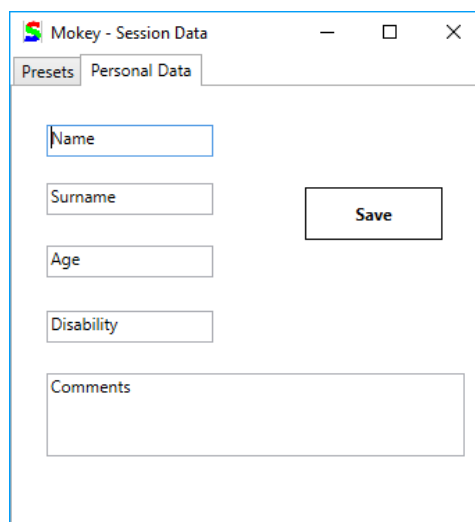 Mokey - Session Data
Presets Personal Data
Name
Surname
Save
Age
Disability
Comments